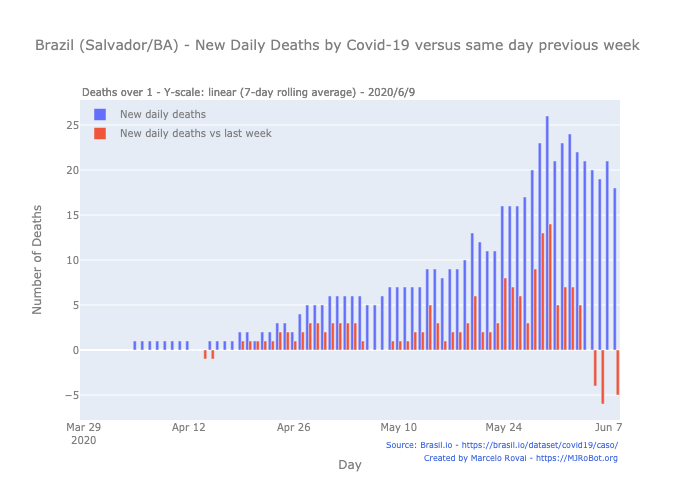 Brazil (Salvador/BA) - New Daily Deaths by Covid-19 versus same day previous week
Deaths over 1 - Y-scale: linear (7-day rolling average) - 2020/6/9
New daily deaths
New daily deaths vs last week
25
20
15
10
5
0
−5
Number of Deaths
Mar 29 Apr 12 Apr 26 May 10 May 24 Jun 7
2020
Source: Brasil.io - https://brasil.io/dataset/covid19/caso/
Created by Marcelo Rovai - https://MJRoBot.org
Day